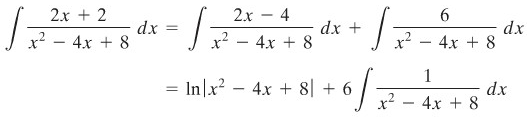 ∫ (2x + 2)/(x² − 4x + 8) dx = ∫ (2x − 4)/(x² − 4x + 8) dx + ∫ 6/(x² − 4x + 8) dx
= ln|x² − 4x + 8| + 6 ∫ 1/(x² − 4x + 8) dx